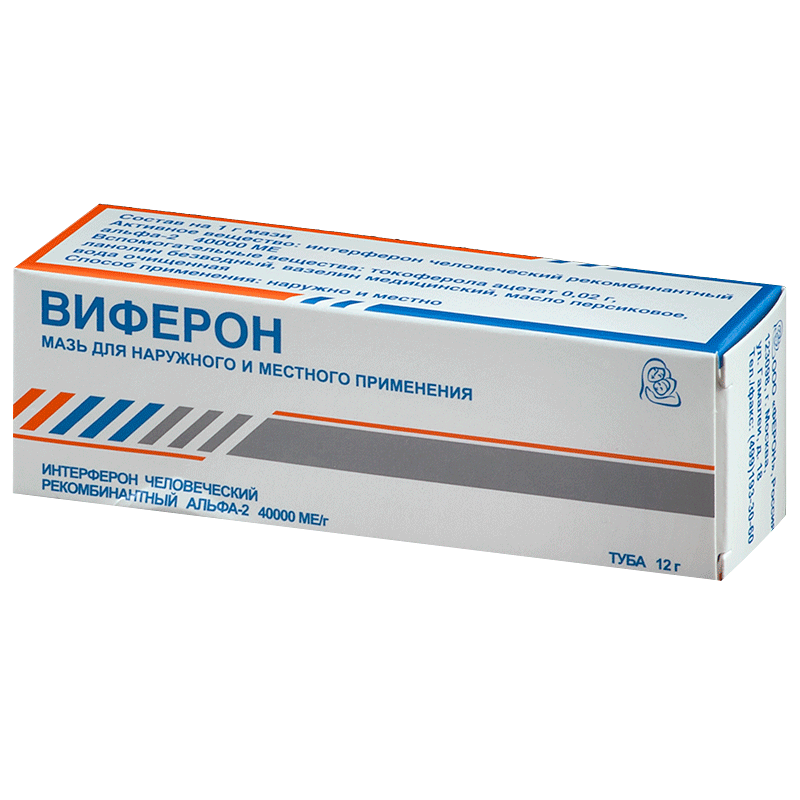 Состав на 1 г мази
Активное вещество: интерферон человеческий рекомбинантный
альфа-2 40000 МЕ
Вспомогательные вещества: токоферола ацетат 0.02 г.
ланолин безводный, вазелин медицинский, масло персиковое,
вода очищенная
Способ применения: наружно и местно
ВИФЕРОН
МАЗЬ ДЛЯ НАРУЖНОГО И МЕСТНОГО ПРИМЕНЕНИЯ
ИНТЕРФЕРОН ЧЕЛОВЕЧЕСКИЙ
РЕКОМБИНАНТНЫЙ АЛЬФА-2 40000 МЕ/г
ТУБА 12 г